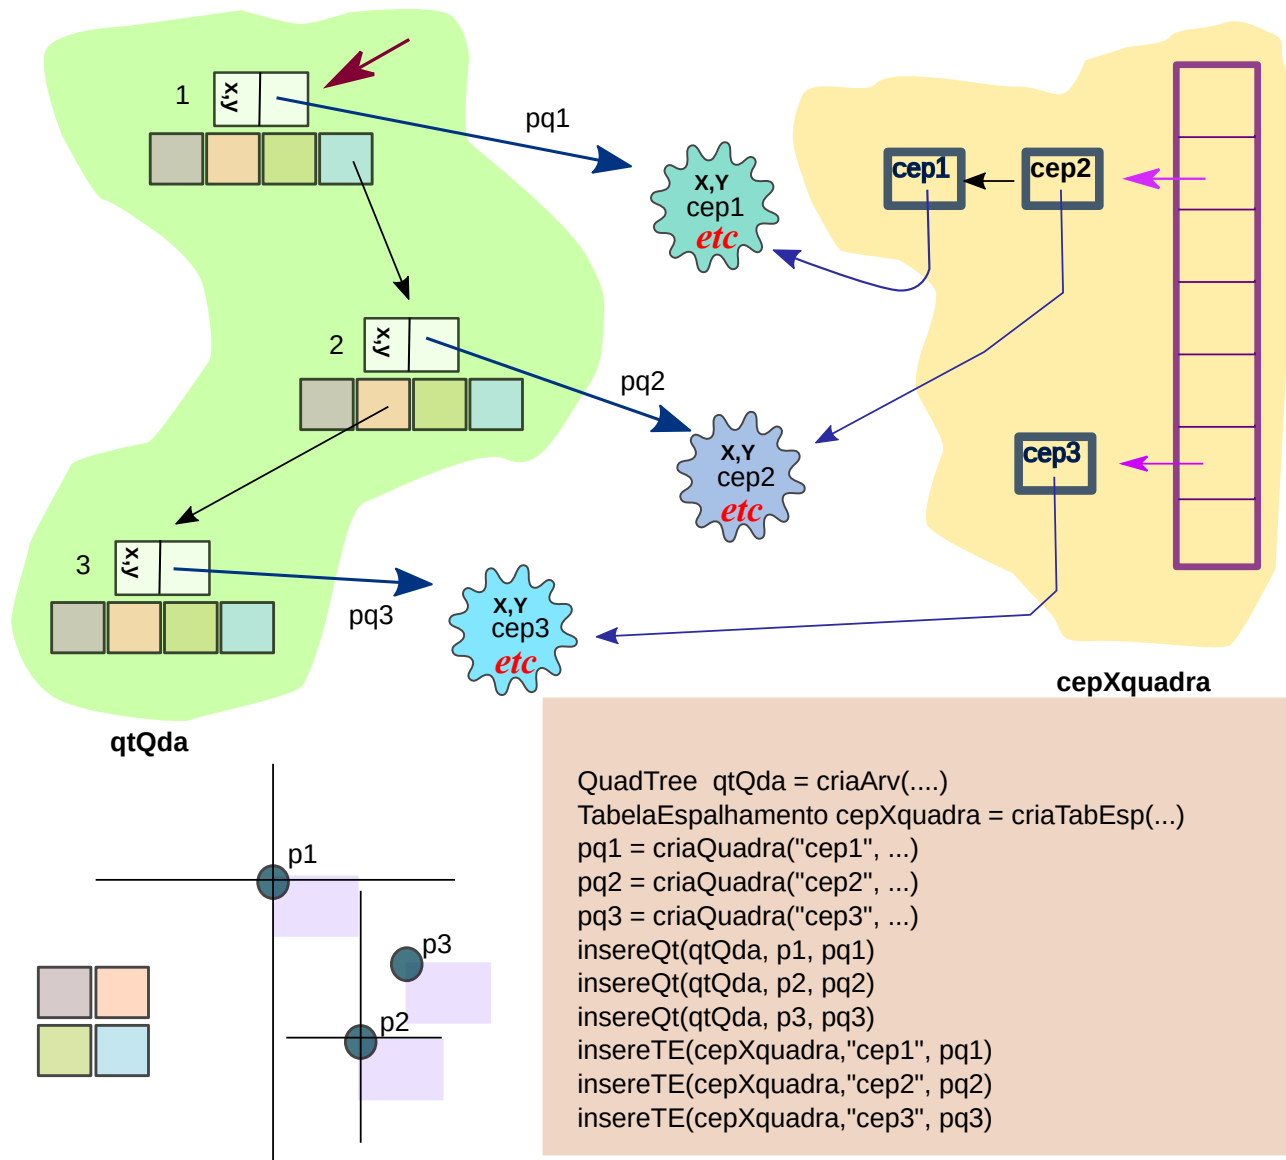 1
x,y
pq1
X,Y
cep1
etc
cep1
cep2
2
x,y
pq2
X,Y
cep2
etc
cep3
3
x,y
pq3
X,Y
cep3
etc
cepXquadra
qtQda
p1
p3
p2
QuadTree  qtQda = criaArv(....)
TabelaEspalhamento cepXquadra = criaTabEsp(...)
pq1 = criaQuadra("cep1", ...)
pq2 = criaQuadra("cep2", ...)
pq3 = criaQuadra("cep3", ...)
insereQt(qtQda, p1, pq1)
insereQt(qtQda, p2, pq2)
insereQt(qtQda, p3, pq3)
insereTE(cepXquadra,"cep1", pq1)
insereTE(cepXquadra,"cep2", pq2)
insereTE(cepXquadra,"cep3", pq3)